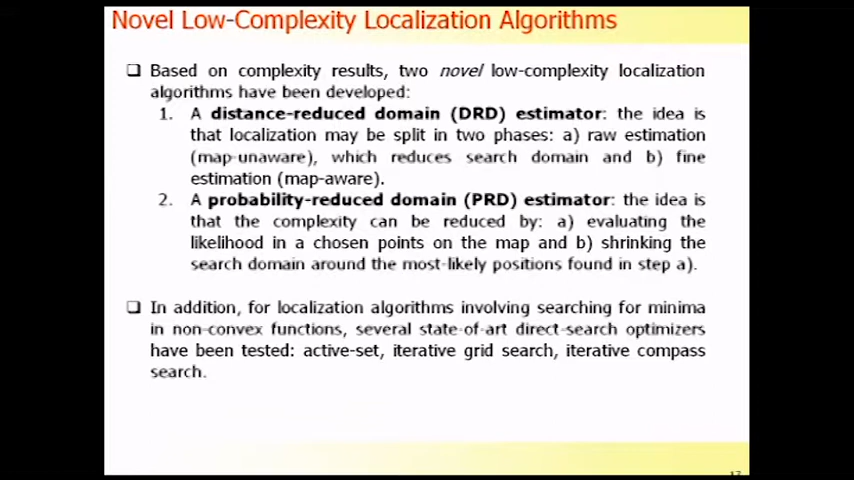 Novel Low-Complexity Localization Algorithms
❑ Based on complexity results, two novel low-complexity localization
algorithms have been developed:
1. A distance-reduced domain (DRD) estimator: the idea is
that localization may be split in two phases: a) raw estimation
(map-unaware), which reduces search domain and b) fine
estimation (map-aware).
2. A probability-reduced domain (PRD) estimator: the idea is
that the complexity can be reduced by: a) evaluating the
likelihood in a chosen points on the map and b) shrinking the
search domain around the most-likely positions found in step a).
❑ In addition, for localization algorithms involving searching for minima
in non-convex functions, several state-of-art direct-search optimizers
have been tested: active-set, iterative grid search, iterative compass
search.